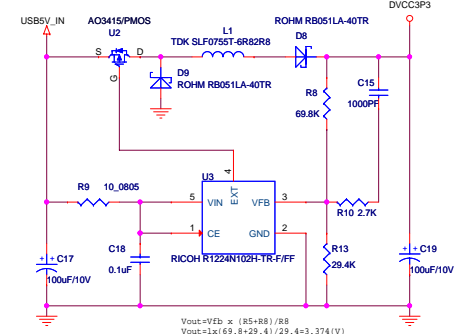 DVCC3P3
USB5V_IN
AO3415/PMOS
U2
S
D
G
L1
TDK SLF0755T-6R82R8
ROHM RB051LA-40TR
D8
D9
ROHM RB051LA-40TR
R8
69.8K
C15
1000PF
U3
4
R9
10_0805
5
VIN
EXT
VFB
3
R10 2.7K
1
CE
GND
2
RICOH R1224N102H-TR-F/FF
C18
0.1uF
R13
29.4K
C17
100uF/10V
C19
100uF/10V
Vout=Vfb x (R5+R8)/R8
Vout=1x(69.8+29.4)/29.4=3.374(V)